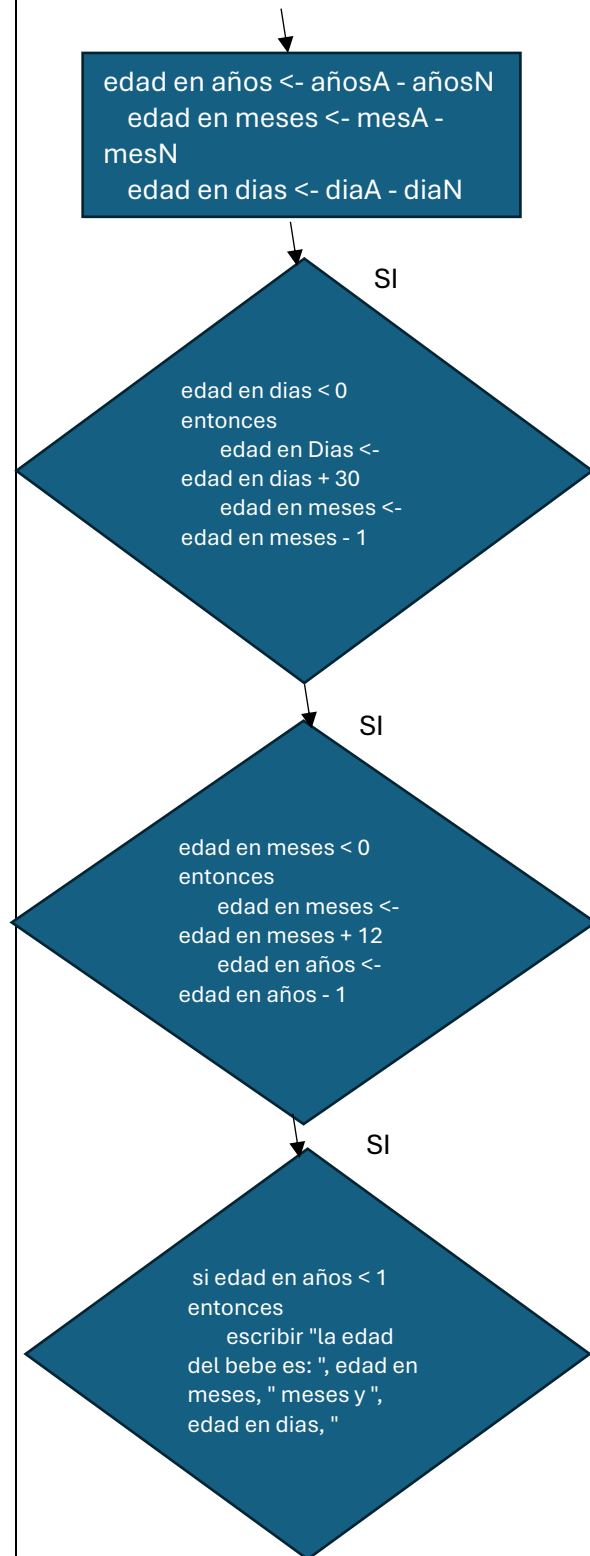 edad en años <- añosA - añosN
edad en meses <- mesA -
mesN
edad en dias <- diaA - diaN
SI
edad en dias < 0
entonces
edad en Dias <-
edad en dias + 30
edad en meses <-
edad en meses - 1
SI
edad en meses < 0
entonces
edad en meses <-
edad en meses + 12
edad en años <-
edad en años - 1
SI
si edad en años < 1
entonces
escribir "la edad
del bebe es: ", edad en
meses, " meses y ",
edad en dias, "